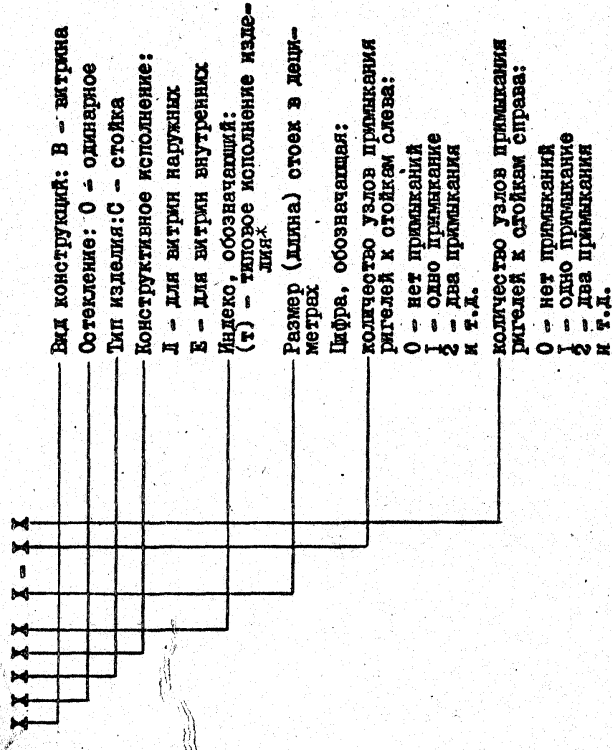 X X X X X X - X X
Вид конструкций: В - витрина
Остекление: О - одинарное
Тип изделия: С - стойка
Конструктивное исполнение:
Л - для витрин наружных
Е - для витрин внутренних
Индекс, обозначающий:
(т) - типовое исполнение изде-
лия*
Размер (длина) стоек в деци-
метрах
Цифра, обозначающая:
количество узлов примыкания
ригелей к стойкам слева:
0 - нет примыканий
I - одно примыкание
2 - два примыкания
и т.д.
количество узлов примыкания
ригелей к стойкам справа:
0 - нет примыканий
I - одно примыкание
2 - два примыкания
и т.д.